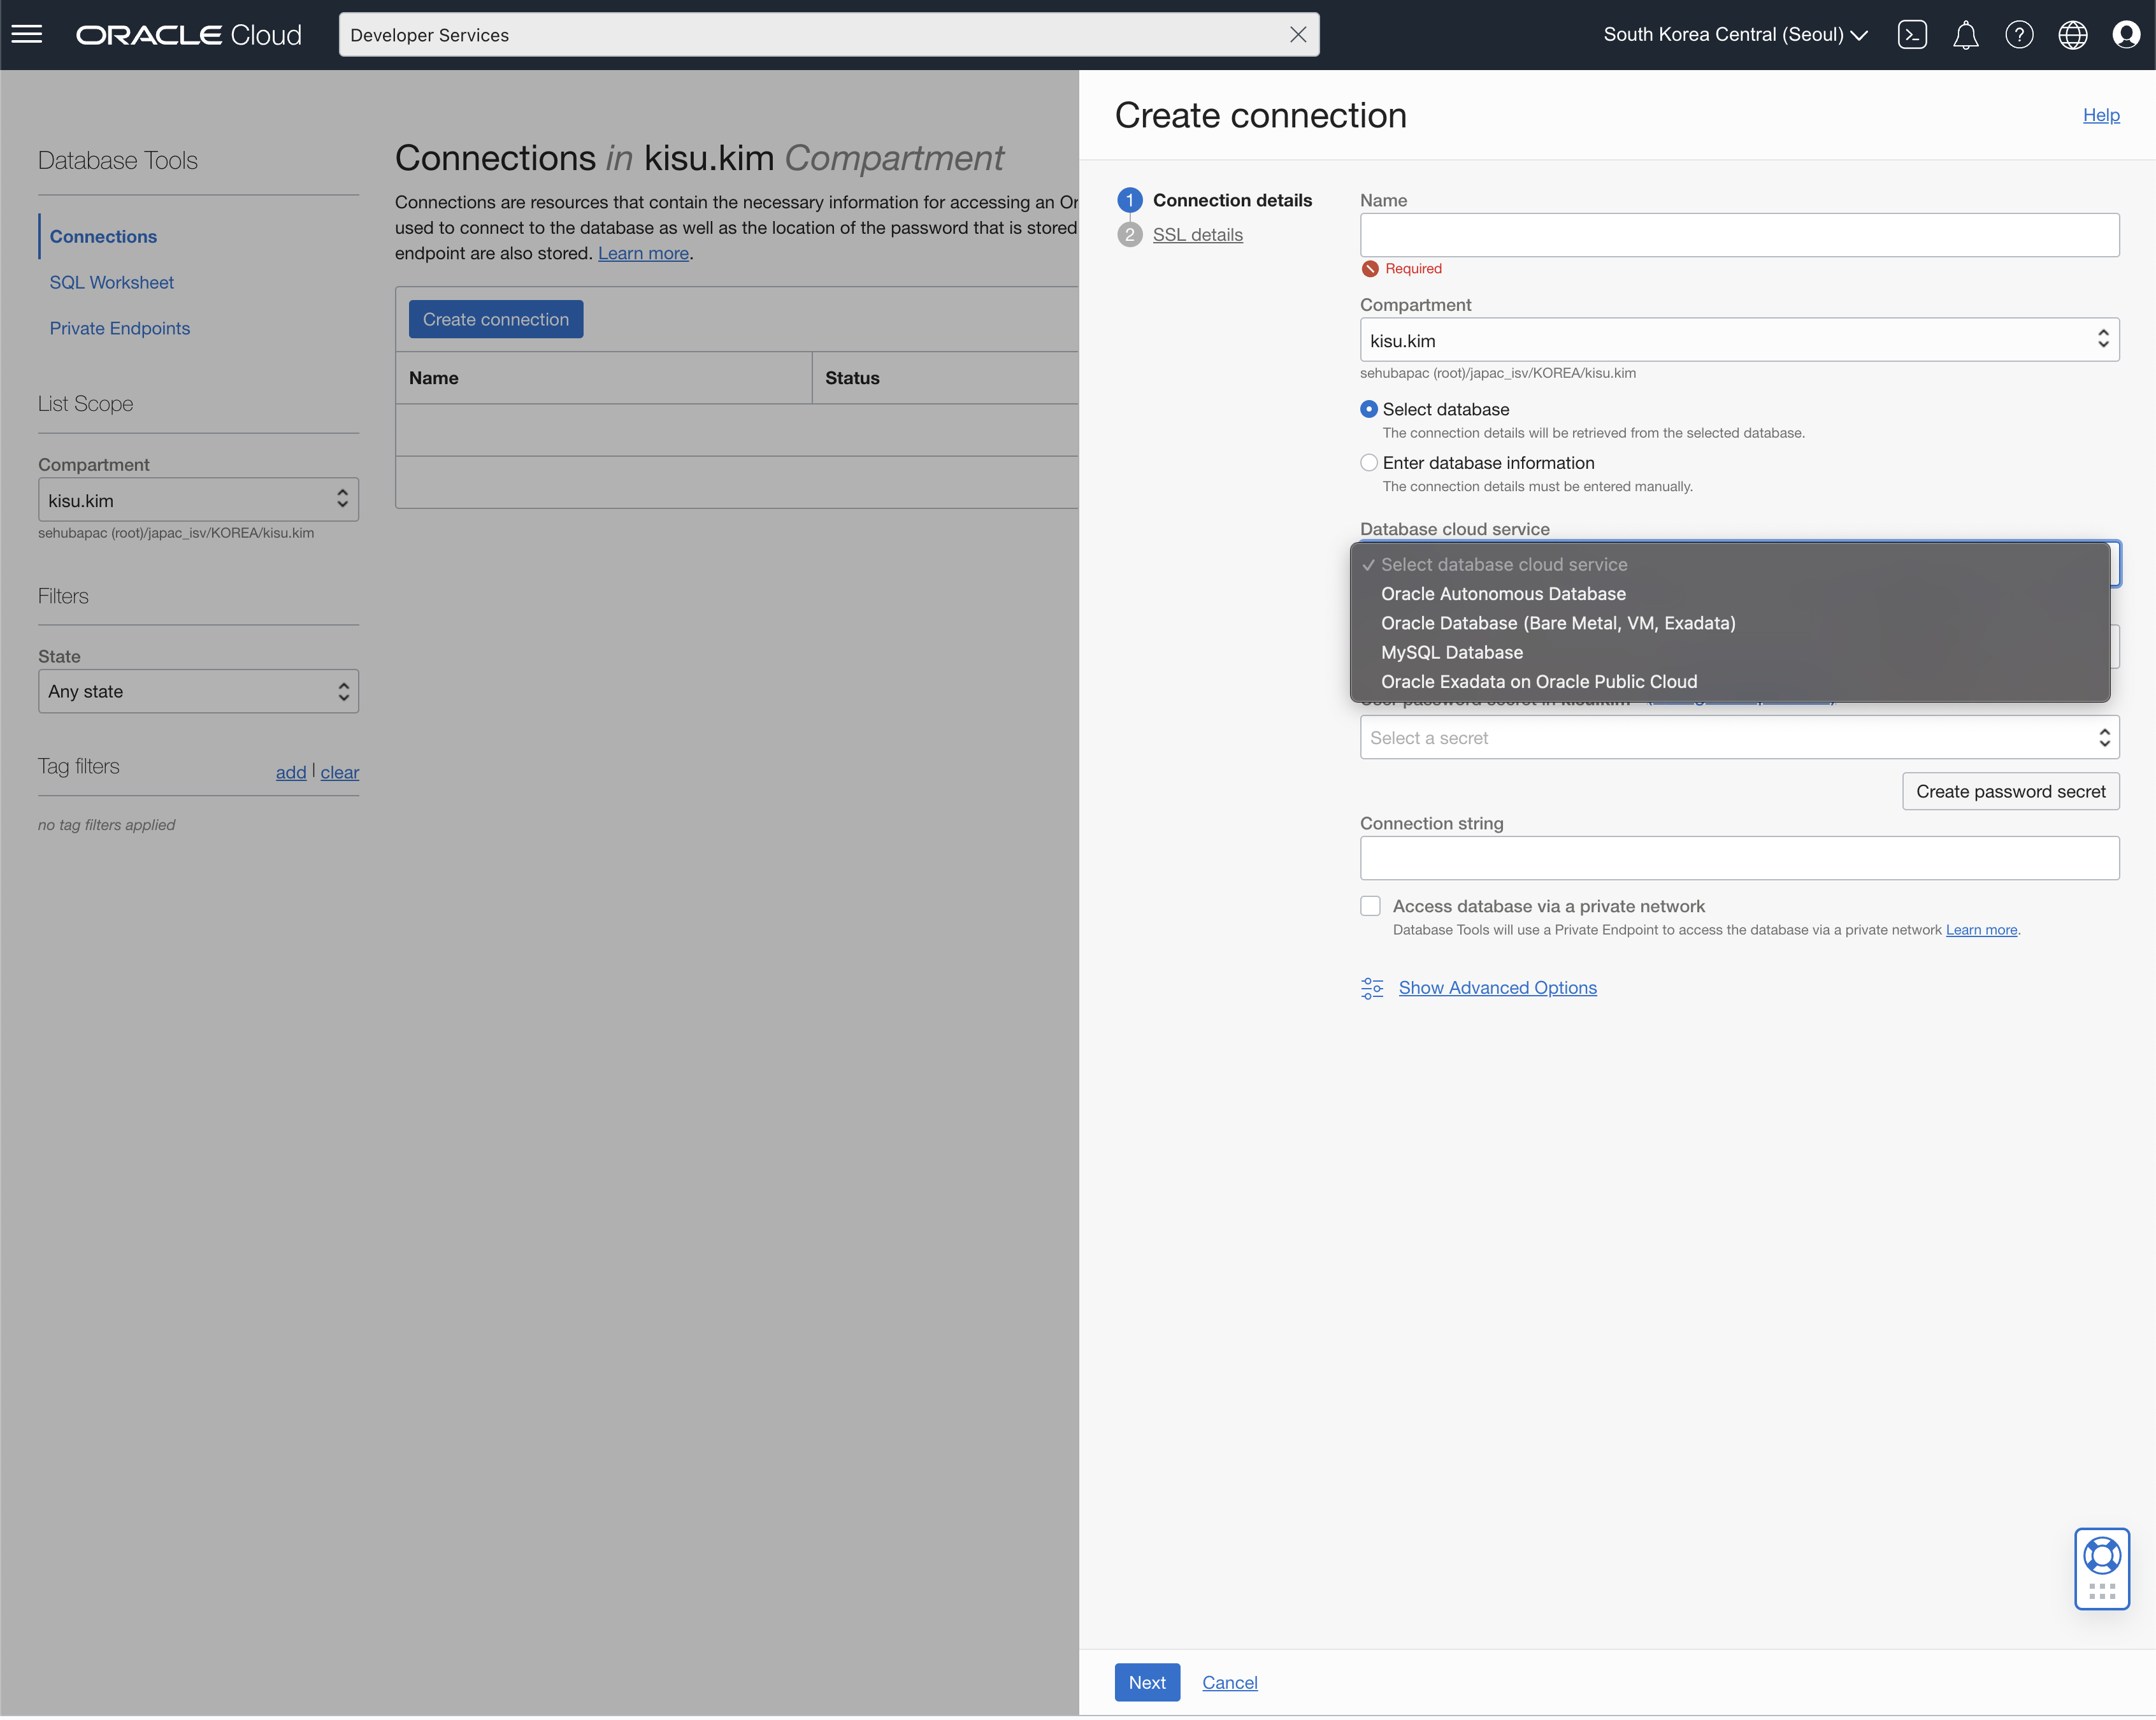 ORACLE Cloud
Developer Services
South Korea Central (Seoul)
Database Tools
Connections
SQL Worksheet
Private Endpoints
List Scope
Compartment
kisu.kim
sehubapac (root)/japac_isv/KOREA/kisu.kim
Filters
State
Any state
Tag filters
add | clear
no tag filters applied
Connections in kisu.kim Compartment
Connections are resources that contain the necessary information for accessing an Or
used to connect to the database as well as the location of the password that is stored
endpoint are also stored. Learn more.
Create connection
Name
Status
Create connection
Help
1 Connection details
2 SSL details
Name
Required
Compartment
kisu.kim
sehubapac (root)/japac_isv/KOREA/kisu.kim
Select database
The connection details will be retrieved from the selected database.
Enter database information
The connection details must be entered manually.
Database cloud service
✓ Select database cloud service
Oracle Autonomous Database
Oracle Database (Bare Metal, VM, Exadata)
MySQL Database
Oracle Exadata on Oracle Public Cloud
User password secret in kisu.kim
Select a secret
Create password secret
Connection string
Access database via a private network
Database Tools will use a Private Endpoint to access the database via a private network Learn more.
Show Advanced Options
Next
Cancel